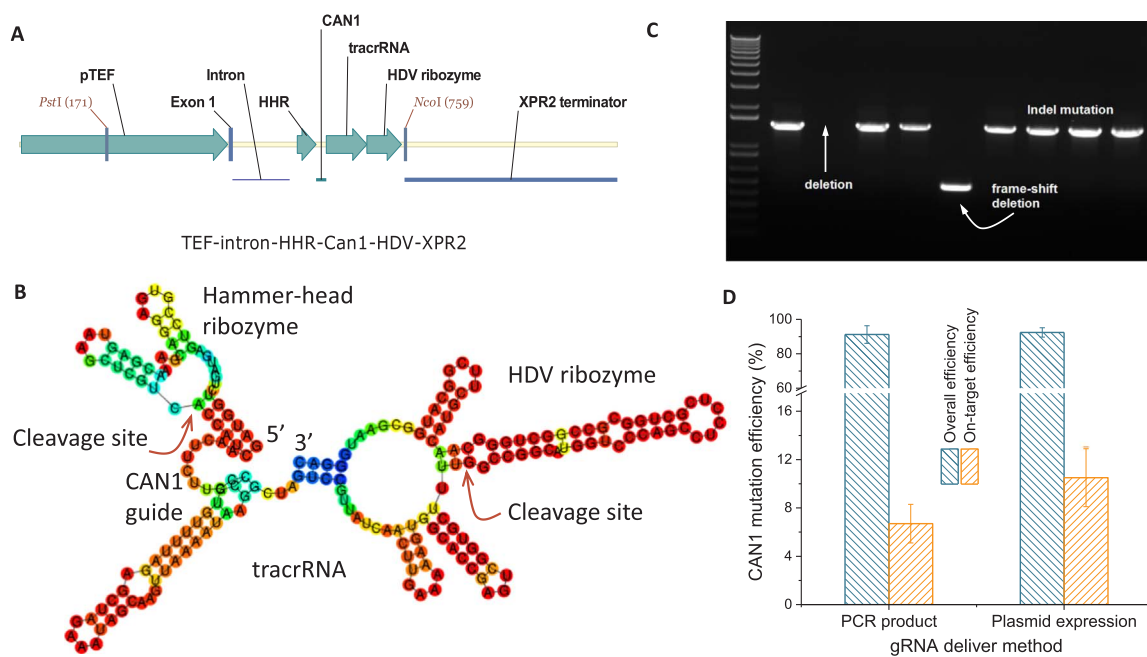 A
CAN1
tracrRNA
pTEF
Intron
HDV ribozyme
PstI (171)
Exon 1
HHR
NcoI (759)
XPR2 terminator
TEF-intron-HHR-Can1-HDV-XPR2
B
Hammer-head
ribozyme
HDV ribozyme
Cleavage site
5’
3’
CAN1
guide
Cleavage site
tracrRNA
C
Indel mutation
deletion
frame-shift
deletion
D
CAN1 mutation efficiency (%)
100
80
60
16
12
8
4
0
Overall efficiency
On-target efficiency
PCR product
Plasmid expression
gRNA deliver method